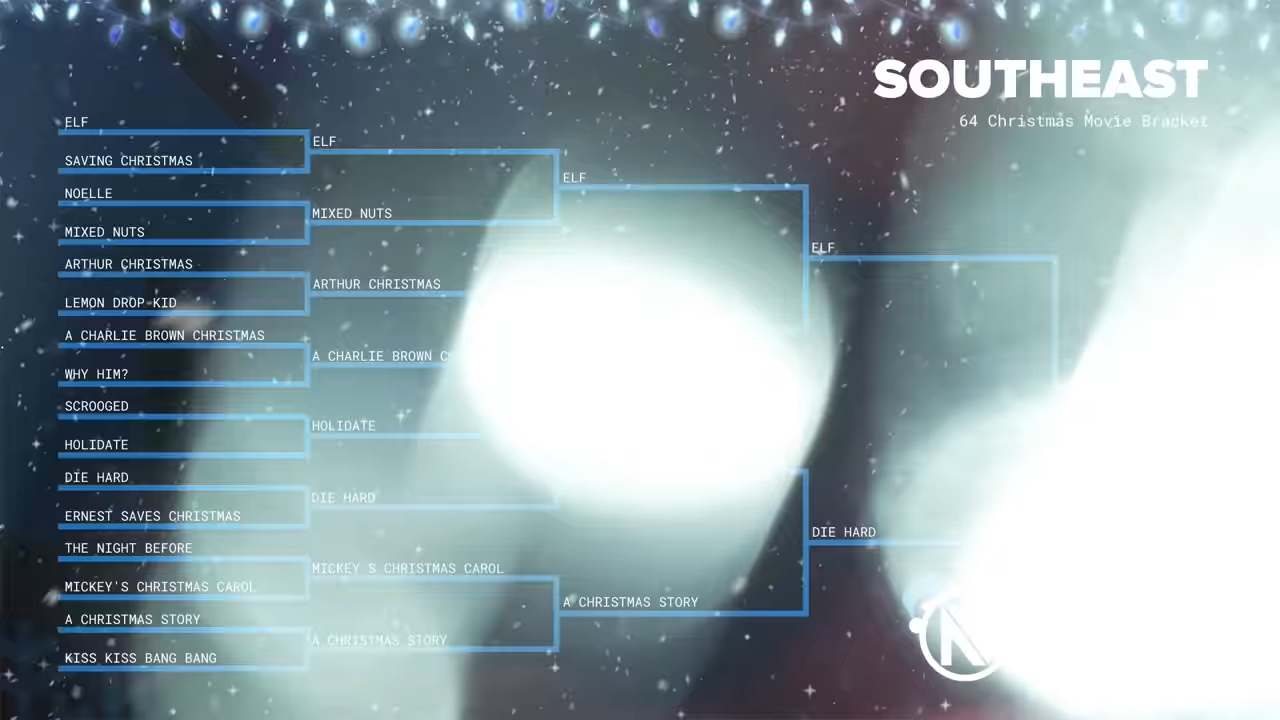 SOUTHEAST
64 Christmas Movie Bracket
ELF
SAVING CHRISTMAS
NOELLE
MIXED NUTS
ARTHUR CHRISTMAS
LEMON DROP KID
A CHARLIE BROWN CHRISTMAS
WHY HIM?
SCROOGED
HOLIDATE
DIE HARD
ERNEST SAVES CHRISTMAS
THE NIGHT BEFORE
MICKEY'S CHRISTMAS CAROL
A CHRISTMAS STORY
KISS KISS BANG BANG
ELF
MIXED NUTS
ARTHUR CHRISTMAS
A CHARLIE BROWN C
HOLIDATE
DIE HARD
MICKEY S CHRISTMAS CAROL
A CHRISTMAS STORY
ELF
A CHRISTMAS STORY
ELF
DIE HARD
N